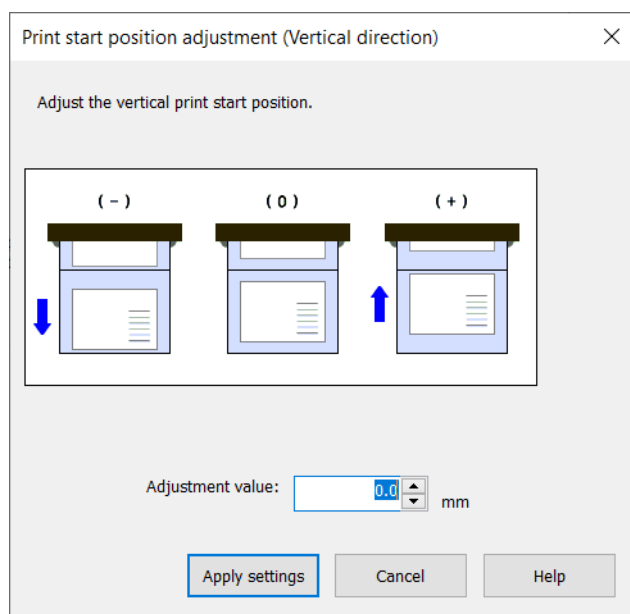 Print start position adjustment (Vertical direction)
Adjust the vertical print start position.
( - ) ( 0 ) ( + )
Adjustment value: 0.0 mm
Apply settings Cancel Help